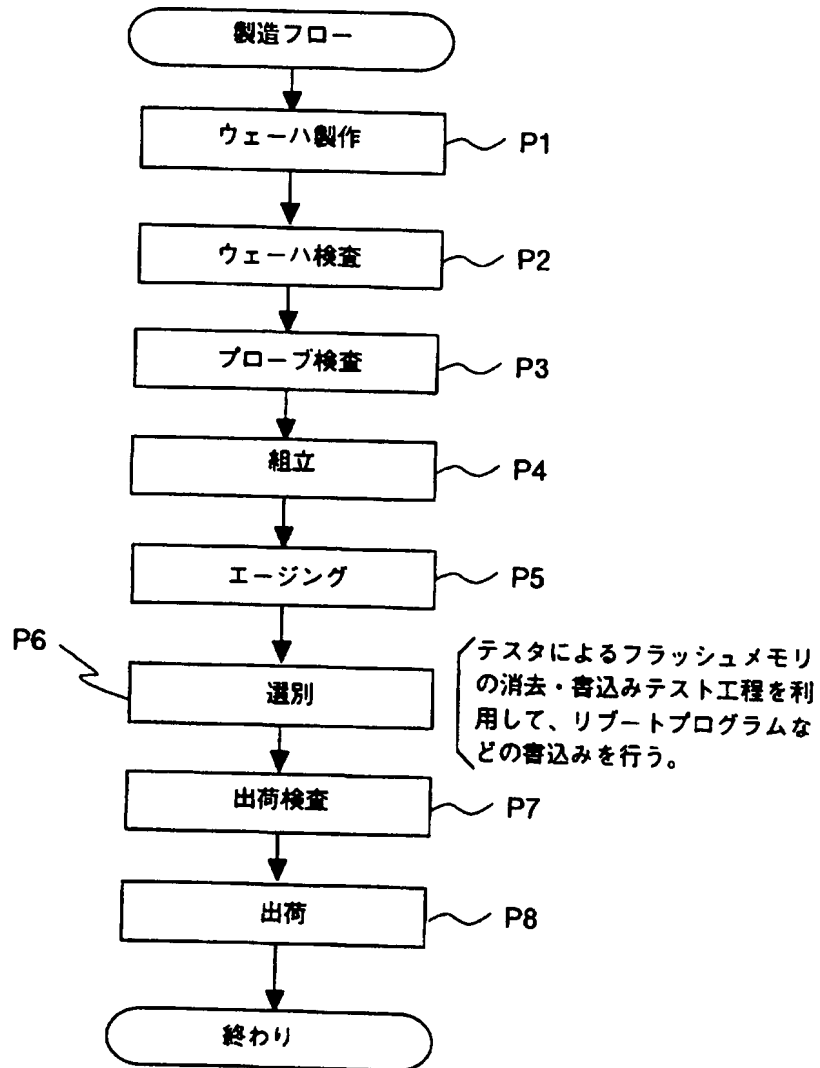 製造フロー
ウェーハ製作
P1
ウェーハ検査
P2
プローブ検査
P3
組立
P4
エージング
P5
P6
選別
テスタによるフラッシュメモリ
の消去・書込みテスト工程を利
用して、リブートプログラムな
どの書込みを行う。
出荷検査
P7
出荷
P8
終わり